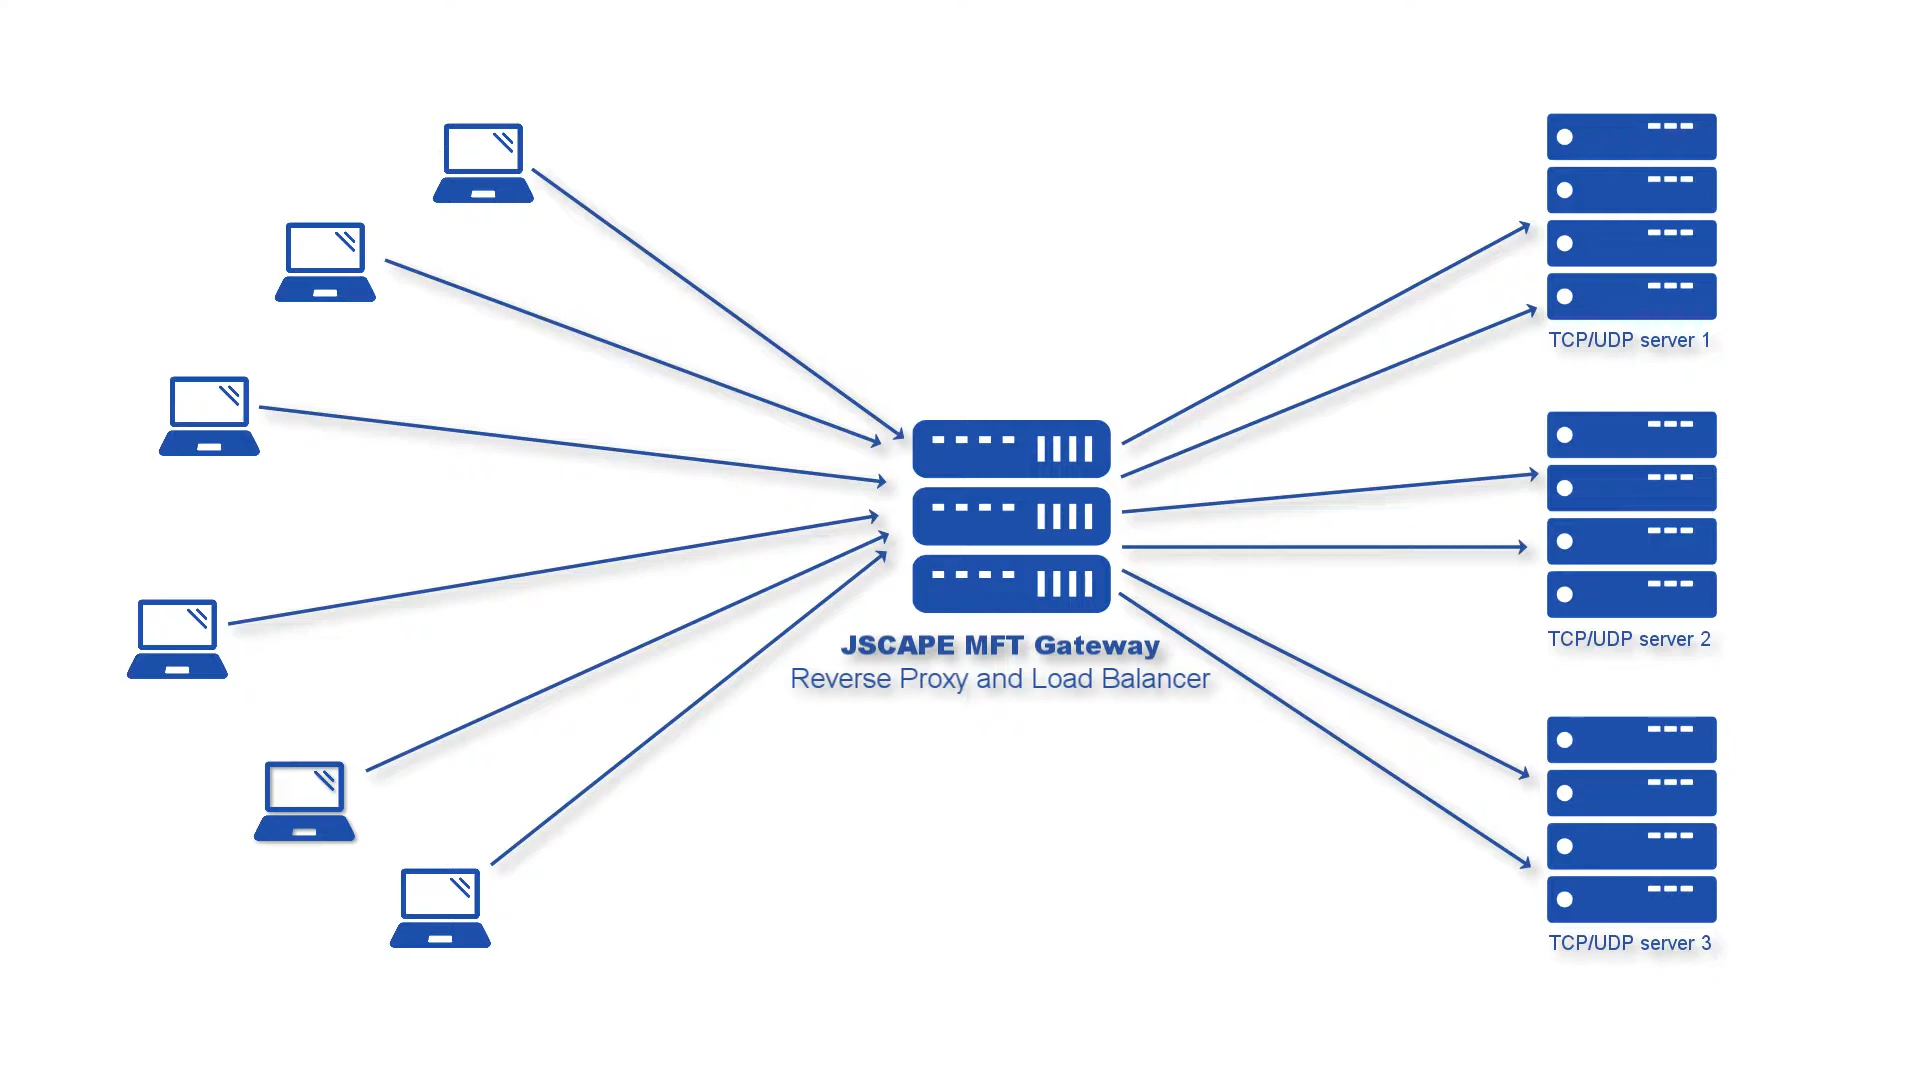 TCP/UDP server 1
JSCAPE MFT Gateway
Reverse Proxy and Load Balancer
TCP/UDP server 2
TCP/UDP server 3